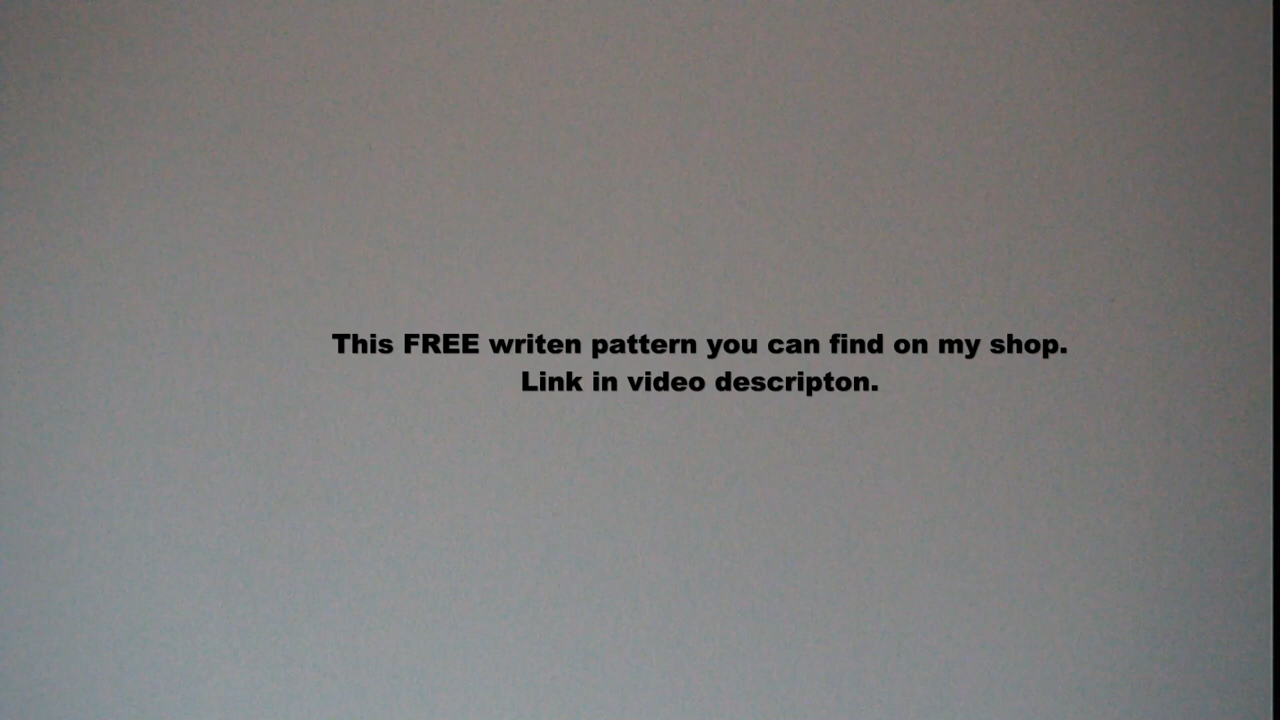 This FREE writen pattern you can find on my shop.
Link in video descripton.